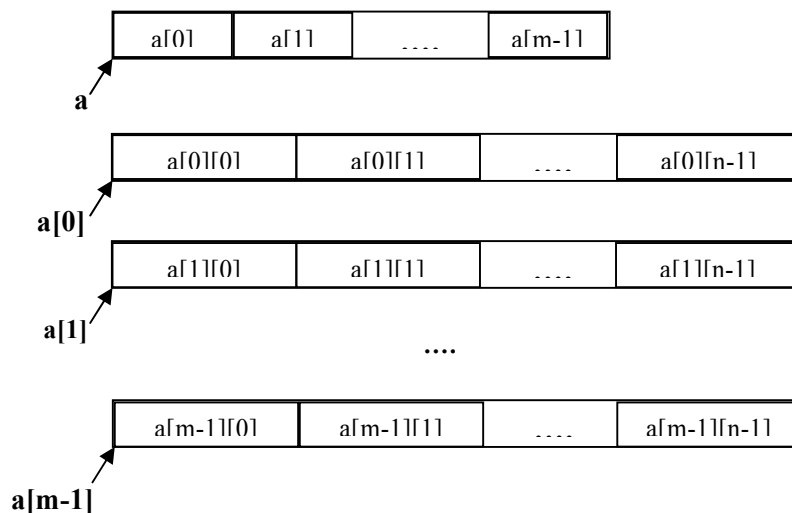 a[0] a[1] .... a[m-1]
a
a[0][0] a[0][1] .... a[0][n-1]
a[0]
a[1][0] a[1][1] .... a[1][n-1]
a[1]
....
a[m-1][0] a[m-1][1] .... a[m-1][n-1]
a[m-1]